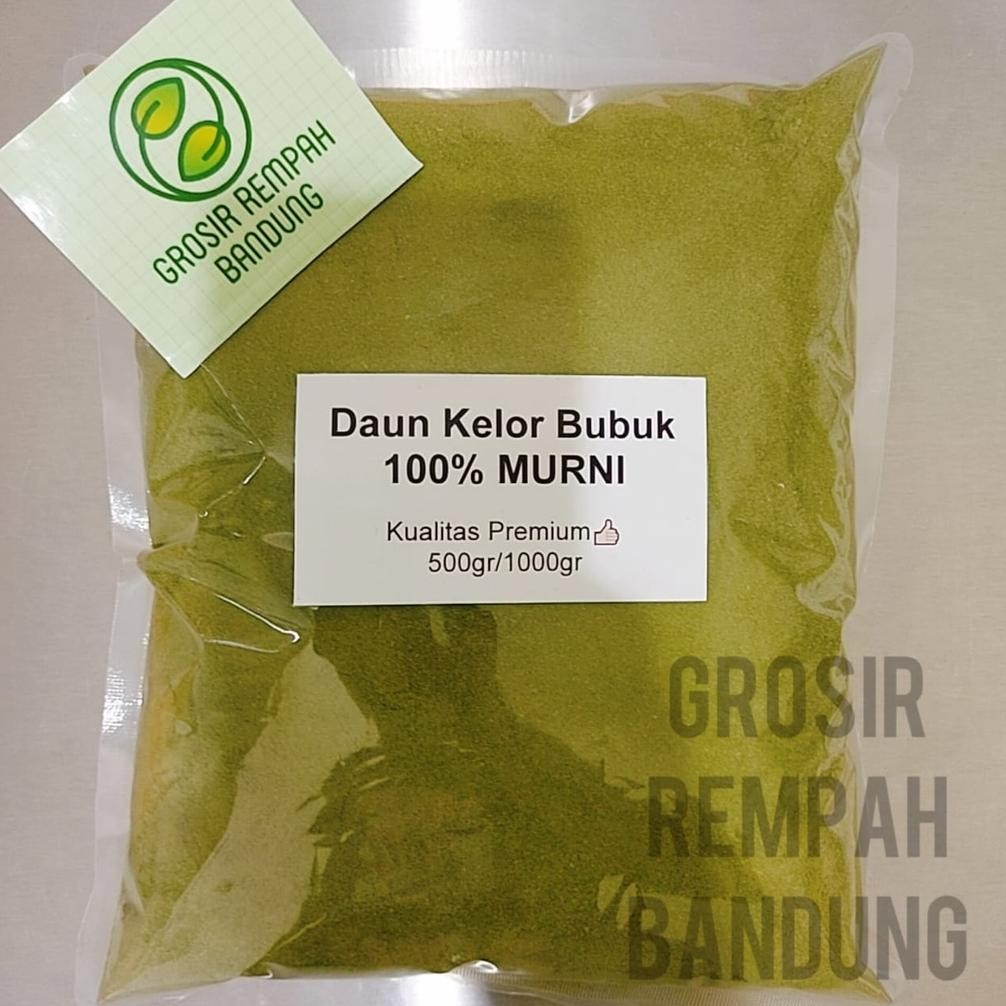 GROSIR REMPAH
BANDUNG
Daun Kelor Bubuk
100% MURNI
Kualitas Premium👍
500gr/1000gr
GROSIR
REMPAH
BANDUNG